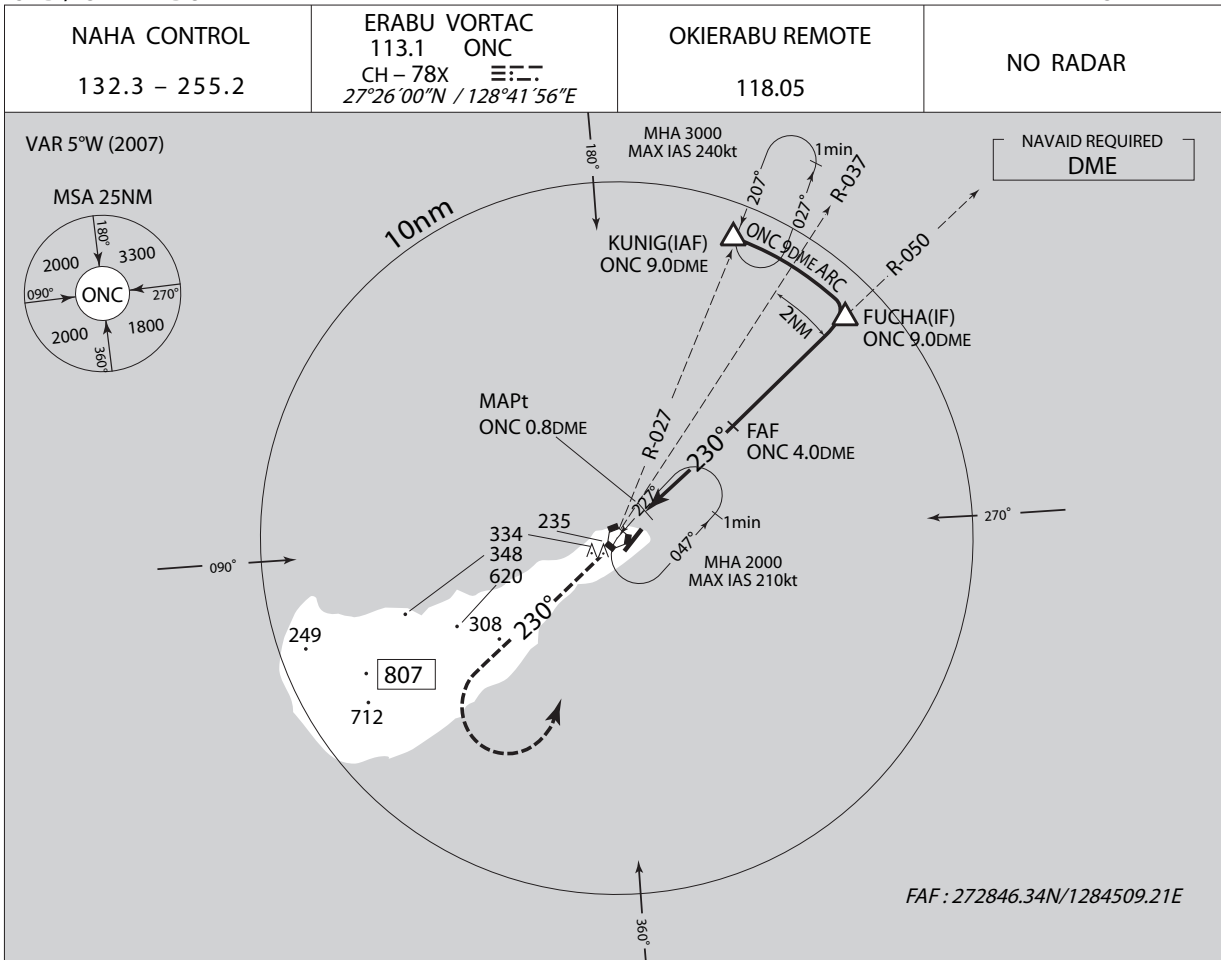 NAHA CONTROL
132.3 – 255.2
ERABU VORTAC
113.1 ONC
CH – 78X
27°26´00˝N / 128°41´56˝E
OKIERABU REMOTE
118.05
NO RADAR
VAR 5°W (2007)
MSA 25NM
180°
2000 3300
090° ONC 270°
2000 1800
360°
10nm
180°
MHA 3000
MAX IAS 240kt
1min
207°
027°
R-037
NAVAID REQUIRED
DME
KUNIG(IAF)
ONC 9.0DME
ONC 9DME ARC
R-050
FUCHA(IF)
ONC 9.0DME
2NM
MAPt
ONC 0.8DME
R-027
230°
FAF
ONC 4.0DME
227°
1min
047°
MHA 2000
MAX IAS 210kt
270°
090°
235
334
348
620
308
249
807
712
230°
360°
FAF : 272846.34N/1284509.21E